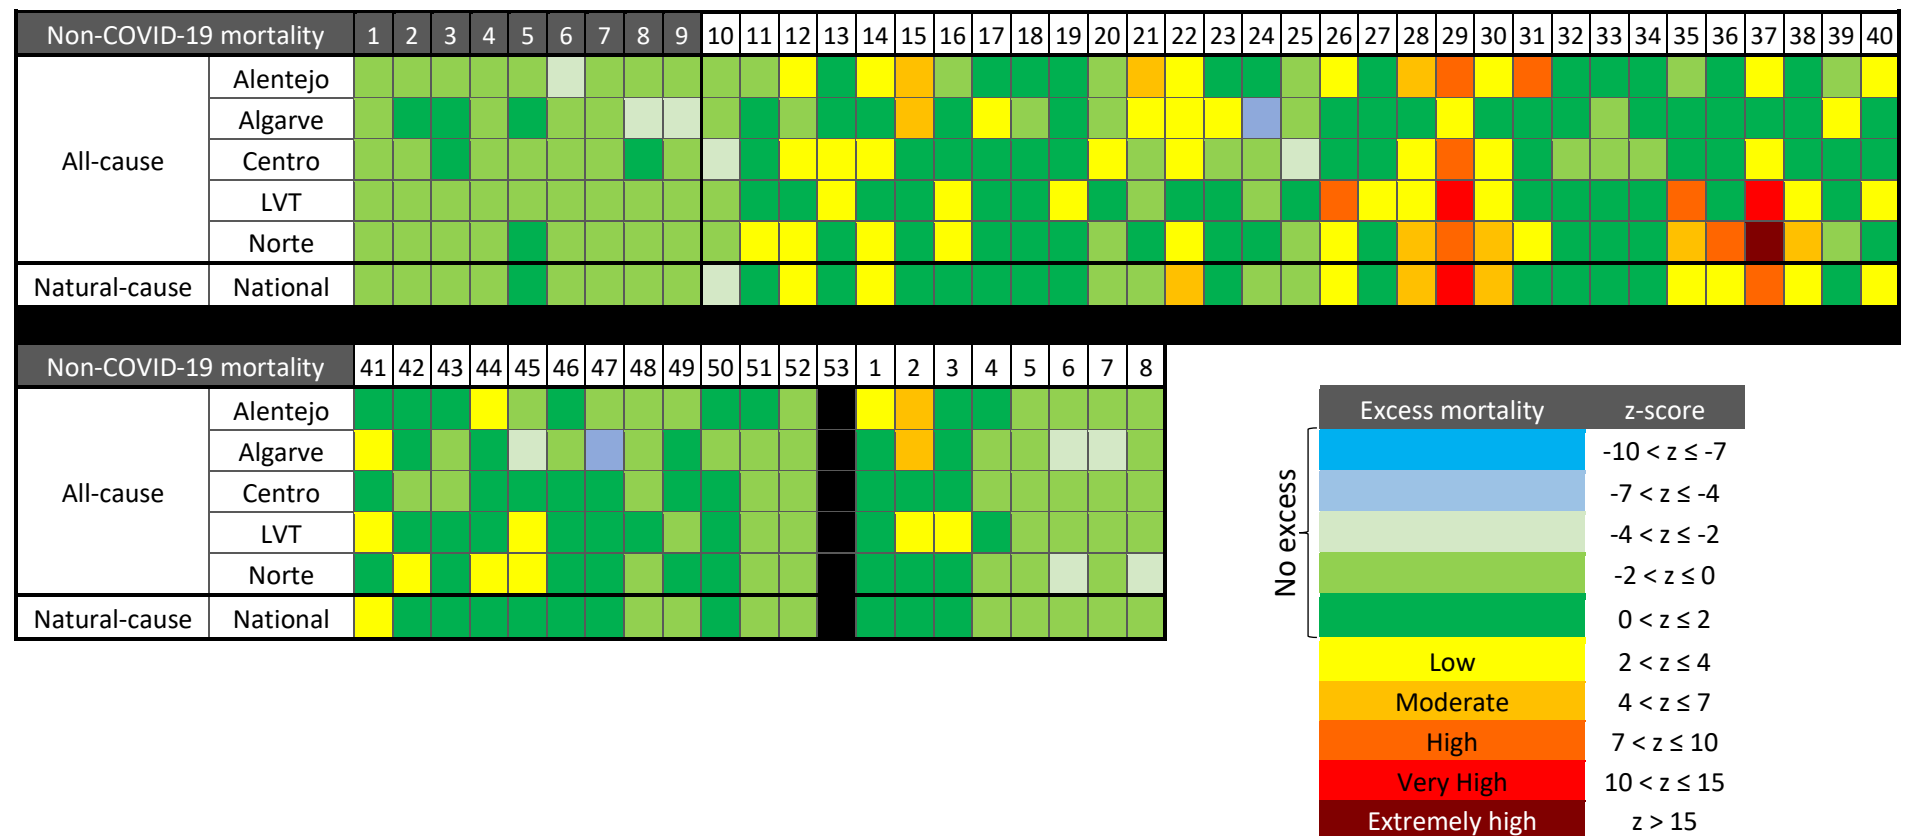 Non-COVID-19 mortality 1 2 3 4 5 6 7 8 9 10 11 12 13 14 15 16 17 18 19 20 21 22 23 24 25 26 27 28 29 30 31 32 33 34 35 36 37 38 39 40
Alentejo
Algarve
All-cause Centro
LVT
Norte
Natural-cause National
Non-COVID-19 mortality 41 42 43 44 45 46 47 48 49 50 51 52 53 1 2 3 4 5 6 7 8
Alentejo
Algarve
All-cause Centro
LVT
Norte
Natural-cause National
Excess mortality z-score
No excess
-10 < z ≤ -7
-7 < z ≤ -4
-4 < z ≤ -2
-2 < z ≤ 0
0 < z ≤ 2
Low 2 < z ≤ 4
Moderate 4 < z ≤ 7
High 7 < z ≤ 10
Very High 10 < z ≤ 15
Extremely high z > 15